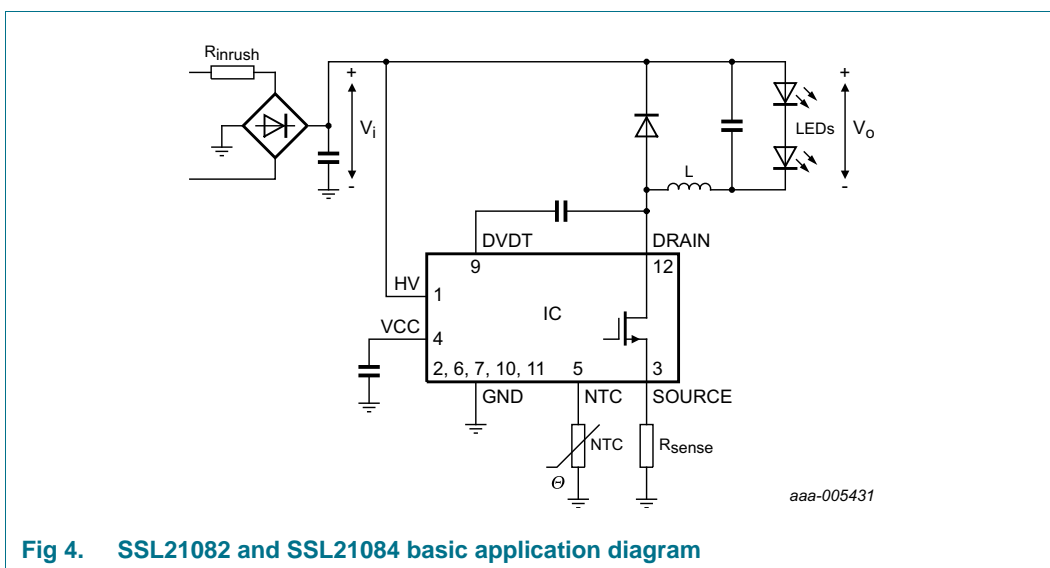 Rinrush
+
Vi
-
+
LEDs
Vo
-
L
DVDT
DRAIN
9
12
HV
1
IC
VCC
4
2, 6, 7, 10, 11
5
3
GND
NTC
SOURCE
NTC
Rsense
Θ
aaa-005431
Fig 4. SSL21082 and SSL21084 basic application diagram